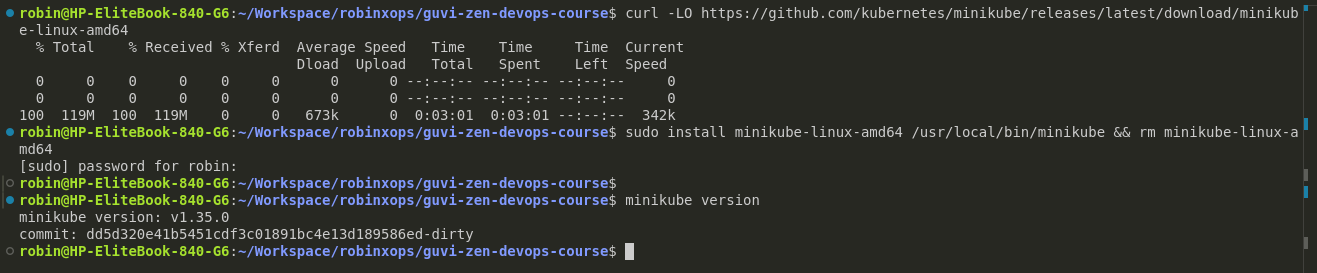 robin@HP-EliteBook-840-G6:~/Workspace/robinxops/guvi-zen-devops-course$ curl -LO https://github.com/kubernetes/minikube/releases/latest/download/minikub
e-linux-amd64
  % Total    % Received % Xferd  Average Speed   Time    Time     Time  Current
                                 Dload  Upload   Total   Spent    Left  Speed
  0     0    0     0    0     0      0      0 --:--:-- --:--:-- --:--:--     0
  0     0    0     0    0     0      0      0 --:--:-- --:--:-- --:--:--     0
100  119M  100  119M    0     0   673k      0  0:03:01  0:03:01 --:--:--  342k
robin@HP-EliteBook-840-G6:~/Workspace/robinxops/guvi-zen-devops-course$ sudo install minikube-linux-amd64 /usr/local/bin/minikube && rm minikube-linux-a
md64
[sudo] password for robin:
robin@HP-EliteBook-840-G6:~/Workspace/robinxops/guvi-zen-devops-course$
robin@HP-EliteBook-840-G6:~/Workspace/robinxops/guvi-zen-devops-course$ minikube version
minikube version: v1.35.0
commit: dd5d320e41b5451cdf3c01891bc4e13d189586ed-dirty
robin@HP-EliteBook-840-G6:~/Workspace/robinxops/guvi-zen-devops-course$